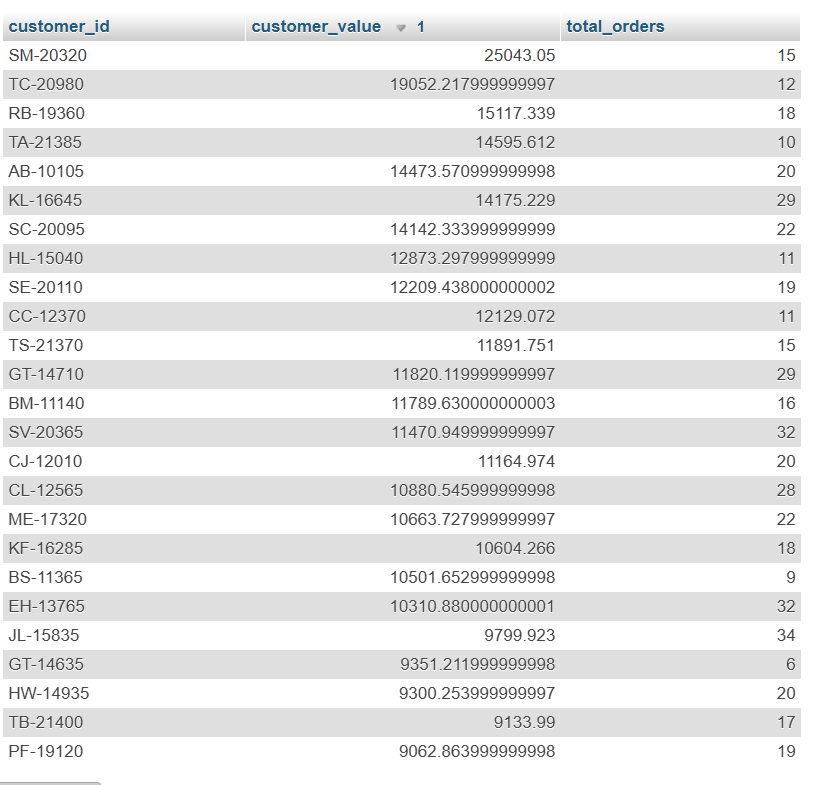 customer_id customer_value 1 total_orders
SM-20320 25043.05 15
TC-20980 19052.217999999997 12
RB-19360 15117.339 18
TA-21385 14595.612 10
AB-10105 14473.570999999998 20
KL-16645 14175.229 29
SC-20095 14142.333999999999 22
HL-15040 12873.297999999999 11
SE-20110 12209.438000000002 19
CC-12370 12129.072 11
TS-21370 11891.751 15
GT-14710 11820.119999999997 29
BM-11140 11789.630000000003 16
SV-20365 11470.949999999997 32
CJ-12010 11164.974 20
CL-12565 10880.545999999998 28
ME-17320 10663.727999999997 22
KF-16285 10604.266 18
BS-11365 10501.652999999998 9
EH-13765 10310.880000000001 32
JL-15835 9799.923 34
GT-14635 9351.211999999998 6
HW-14935 9300.253999999997 20
TB-21400 9133.99 17
PF-19120 9062.863999999998 19